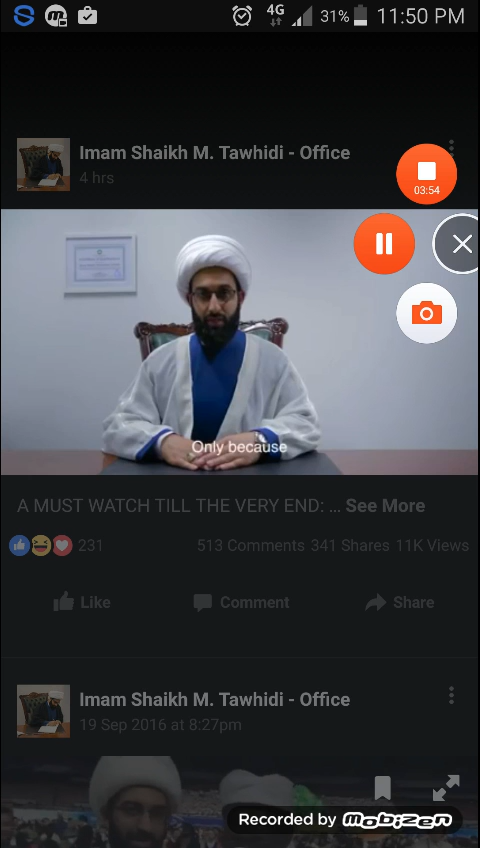 4G 31% 11:50 PM
Imam Shaikh M. Tawhidi - Office
4 hrs
03:54
Only because
A MUST WATCH TILL THE VERY END: ... See More
231 513 Comments 341 Shares 11K Views
Like Comment Share
Imam Shaikh M. Tawhidi - Office
19 Sep 2016 at 8:27pm
Recorded by mobizen